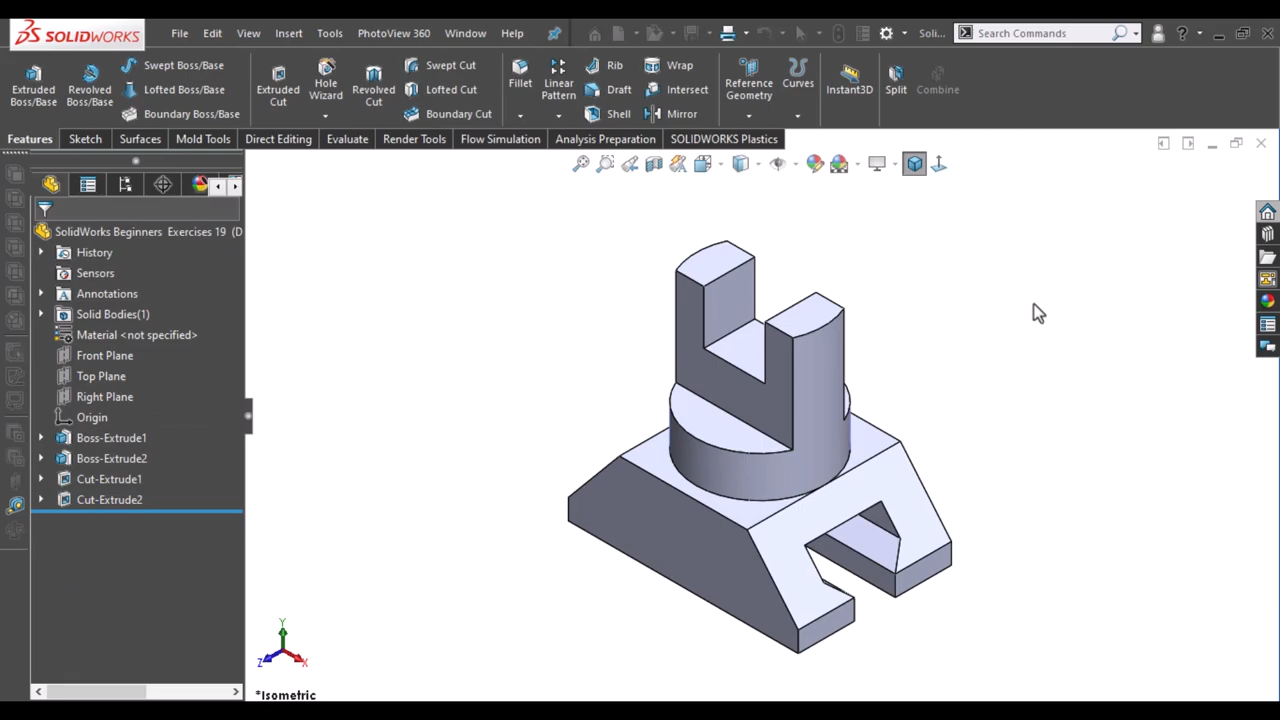 SOLIDWORKS File Edit View Insert Tools PhotoView 360 Window Help Soli... Search Commands ?
Extruded Boss/Base
Revolved Boss/Base
Swept Boss/Base
Lofted Boss/Base
Boundary Boss/Base
Extruded Cut
Hole Wizard
Revolved Cut
Swept Cut
Lofted Cut
Boundary Cut
Fillet
Linear Pattern
Rib
Draft
Shell
Wrap
Intersect
Mirror
Reference Geometry
Curves
Instant3D
Split
Combine
Features Sketch Surfaces Mold Tools Direct Editing Evaluate Render Tools Flow Simulation Analysis Preparation SOLIDWORKS Plastics
SolidWorks Beginners Exercises 19 (D
History
Sensors
Annotations
Solid Bodies(1)
Material <not specified>
Front Plane
Top Plane
Right Plane
Origin
Boss-Extrude1
Boss-Extrude2
Cut-Extrude1
Cut-Extrude2
Y
Z X
*Isometric